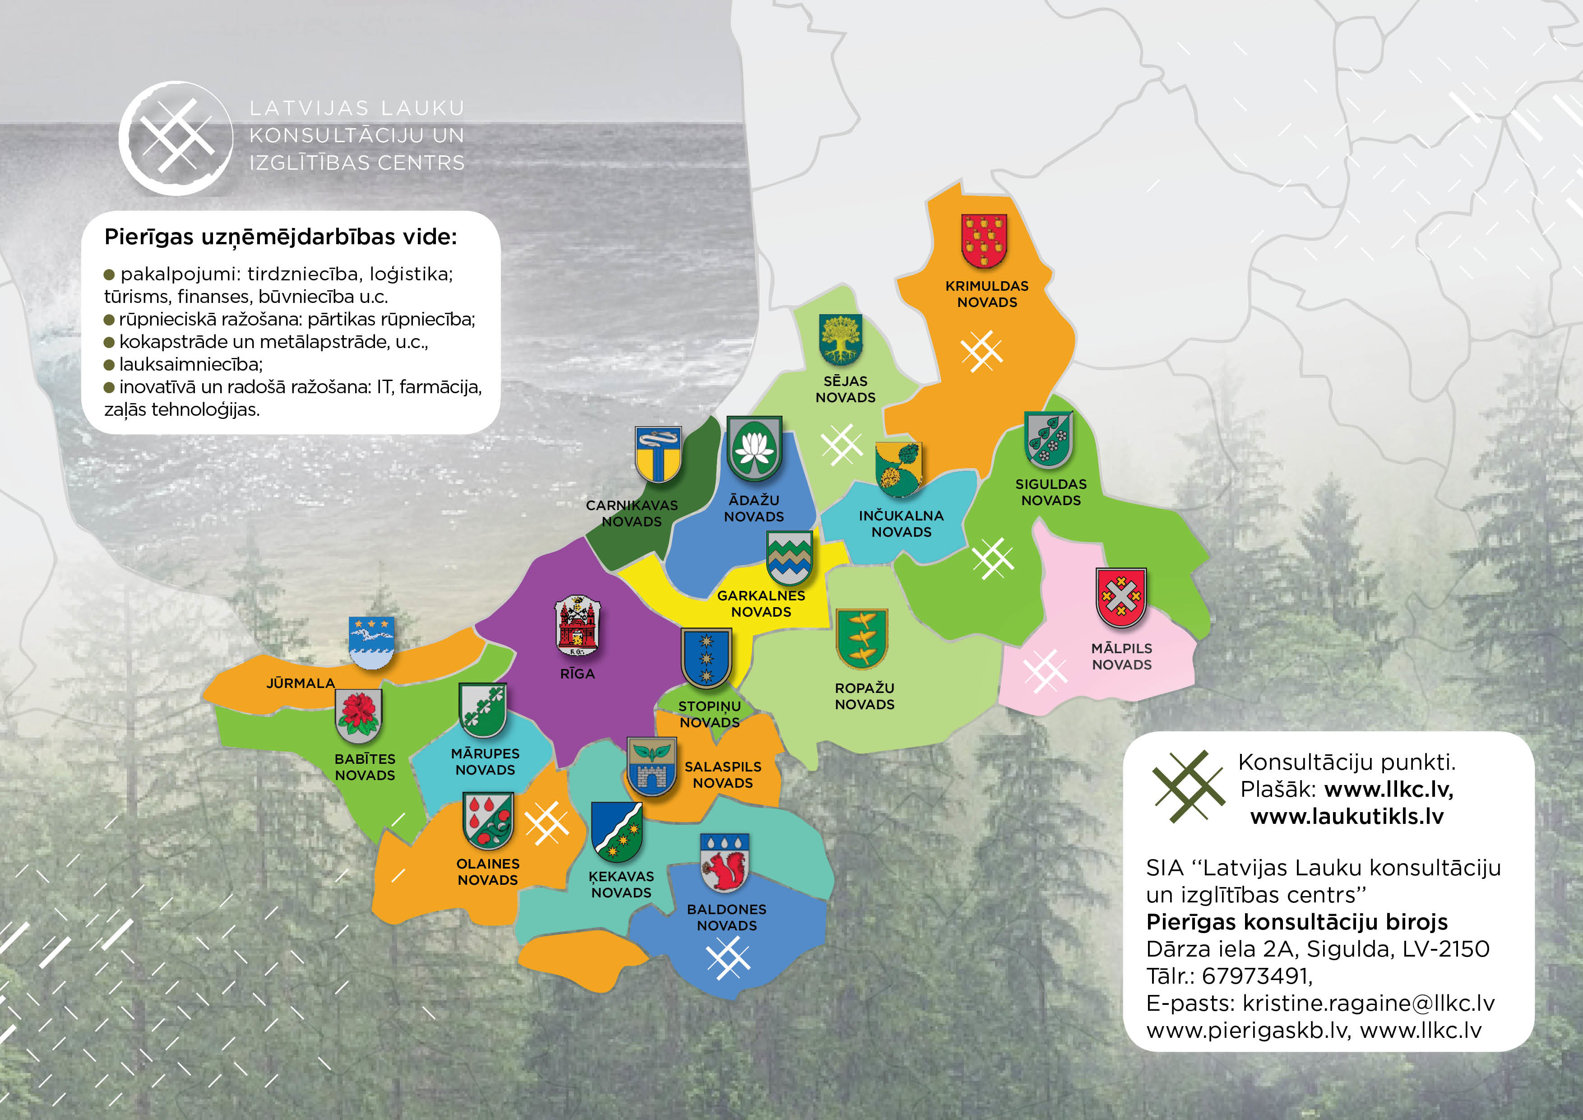 LATVIJAS LAUKU
KONSULTĀCIJU UN
IZGLĪTĪBAS CENTRS
Pierīgas uzņēmējdarbības vide:
● pakalpojumi: tirdzniecība, loģistika;
tūrisms, finanses, būvniecība u.c.
● rūpnieciskā ražošana: pārtikas rūpniecība;
● kokapstrāde un metālapstrāde, u.c.,
● lauksaimniecība;
● inovatīvā un radošā ražošana: IT, farmācija,
zaļās tehnoloģijas.
KRIMULDAS
NOVADS
SĒJAS
NOVADS
SIGULDAS
NOVADS
CARNIKAVAS
NOVADS
ĀDAŽU
NOVADS
INČUKALNA
NOVADS
GARKALNES
NOVADS
MĀLPILS
NOVADS
RĪGA
JŪRMALA
ROPAŽU
NOVADS
STOPIŅU
NOVADS
BABĪTES
NOVADS
MĀRUPES
NOVADS
SALASPILS
NOVADS
OLAINES
NOVADS
ĶEKAVAS
NOVADS
BALDONES
NOVADS
Konsultāciju punkti.
Plašāk: www.llkc.lv,
www.laukutikls.lv
SIA “Latvijas Lauku konsultāciju
un izglītības centrs”
Pierīgas konsultāciju birojs
Dārza iela 2A, Sigulda, LV-2150
Tālr.: 67973491,
E-pasts: kristine.ragaine@llkc.lv
www.pierigaskb.lv, www.llkc.lv